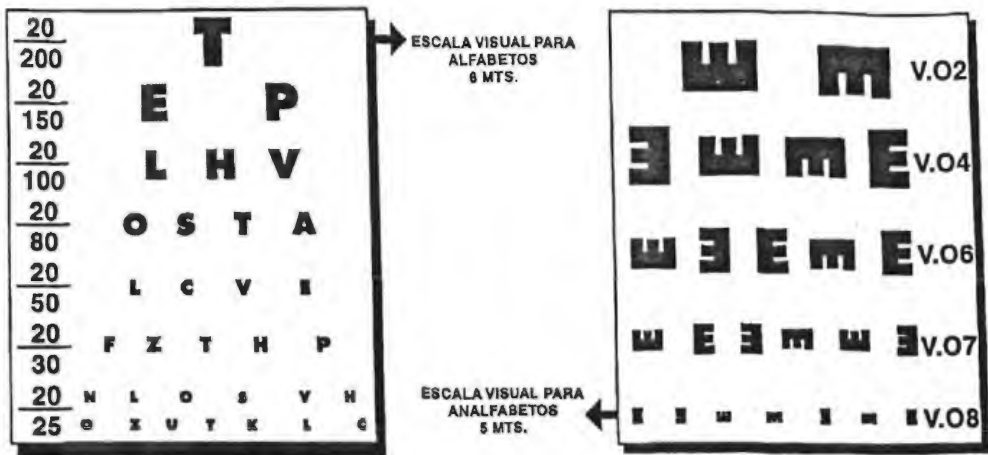 20
200
T
20
150
E P
20
100
L H V
20
80
O S T A
20
50
L C V E
20
30
F Z T H P
20
25
N L O S V H
Z U T K L C
ESCALA VISUAL PARA
ALFABETOS
6 MTS.
ESCALA VISUAL PARA
ANALFABETOS
5 MTS.
V.O2
V.O4
V.O6
V.O7
V.O8